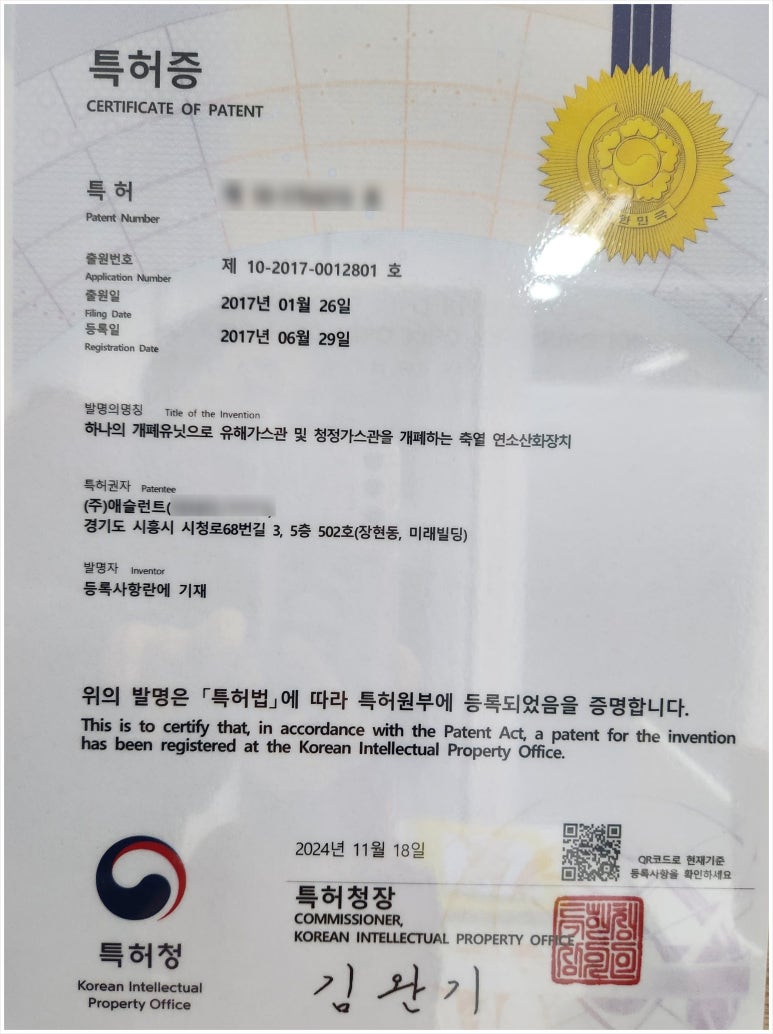 특허증
CERTIFICATE OF PATENT
대한민국
특허
Patent Number
출원번호
Application Number
제 10-2017-0012801 호
출원일
Filing Date
2017년 01월 26일
등록일
Registration Date
2017년 06월 29일
발명의명칭 Title of the Invention
하나의 개폐유닛으로 유해가스관 및 청정가스관을 개폐하는 축열 연소산화장치
특허권자 Patentee
(주)애슬런트(
경기도 시흥시 시청로68번길 3, 5층 502호(장현동, 미래빌딩)
발명자 Inventor
등록사항란에 기재
위의 발명은 「특허법」에 따라 특허원부에 등록되었음을 증명합니다.
This is to certify that, in accordance with the Patent Act, a patent for the invention
has been registered at the Korean Intellectual Property Office.
2024년 11월 18일
QR코드로 현재기준
등록사항을 확인하세요
특허청장
COMMISSIONER,
KOREAN INTELLECTUAL PROPERTY OFFICE
김완기
특허청
Korean Intellectual
Property Office